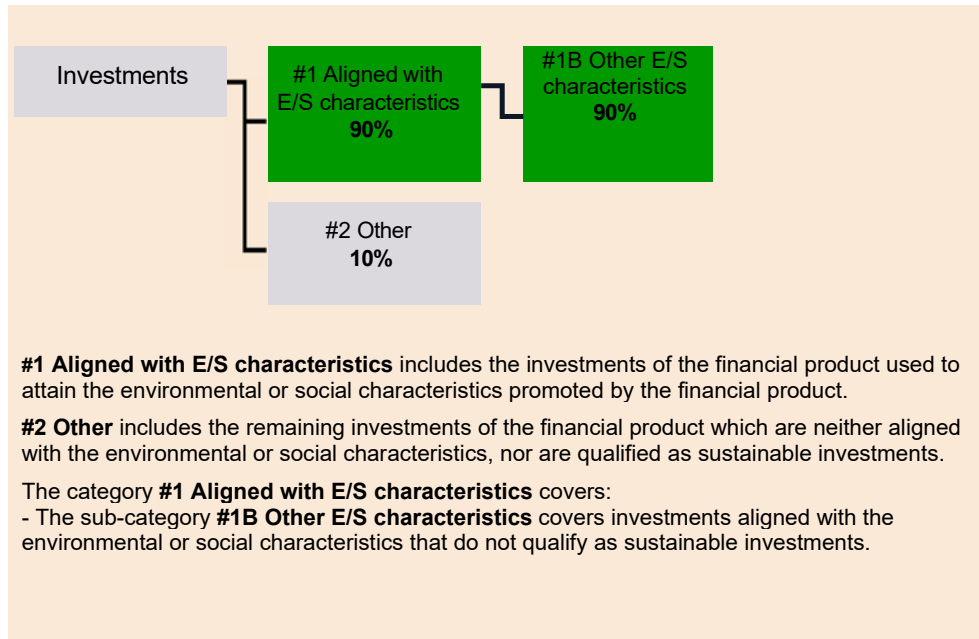 Investments
#1 Aligned with
E/S characteristics
90%
#1B Other E/S
characteristics
90%
#2 Other
10%
#1 Aligned with E/S characteristics includes the investments of the financial product used to
attain the environmental or social characteristics promoted by the financial product.
#2 Other includes the remaining investments of the financial product which are neither aligned
with the environmental or social characteristics, nor are qualified as sustainable investments.
The category #1 Aligned with E/S characteristics covers:
- The sub-category #1B Other E/S characteristics covers investments aligned with the
environmental or social characteristics that do not qualify as sustainable investments.